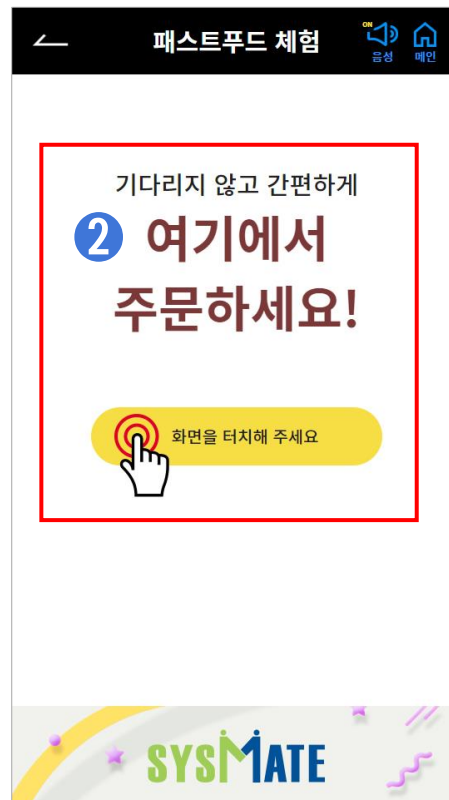 패스트푸드 체험
ON
음성
메인
기다리지 않고 간편하게
2
여기에서
주문하세요!
화면을 터치해 주세요
SYSMATE